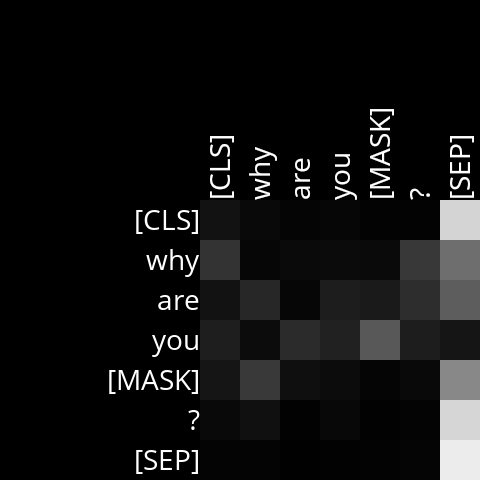 [CLS] why are you [MASK] ? [SEP]
[CLS]
why
are
you
[MASK]
?
[SEP]